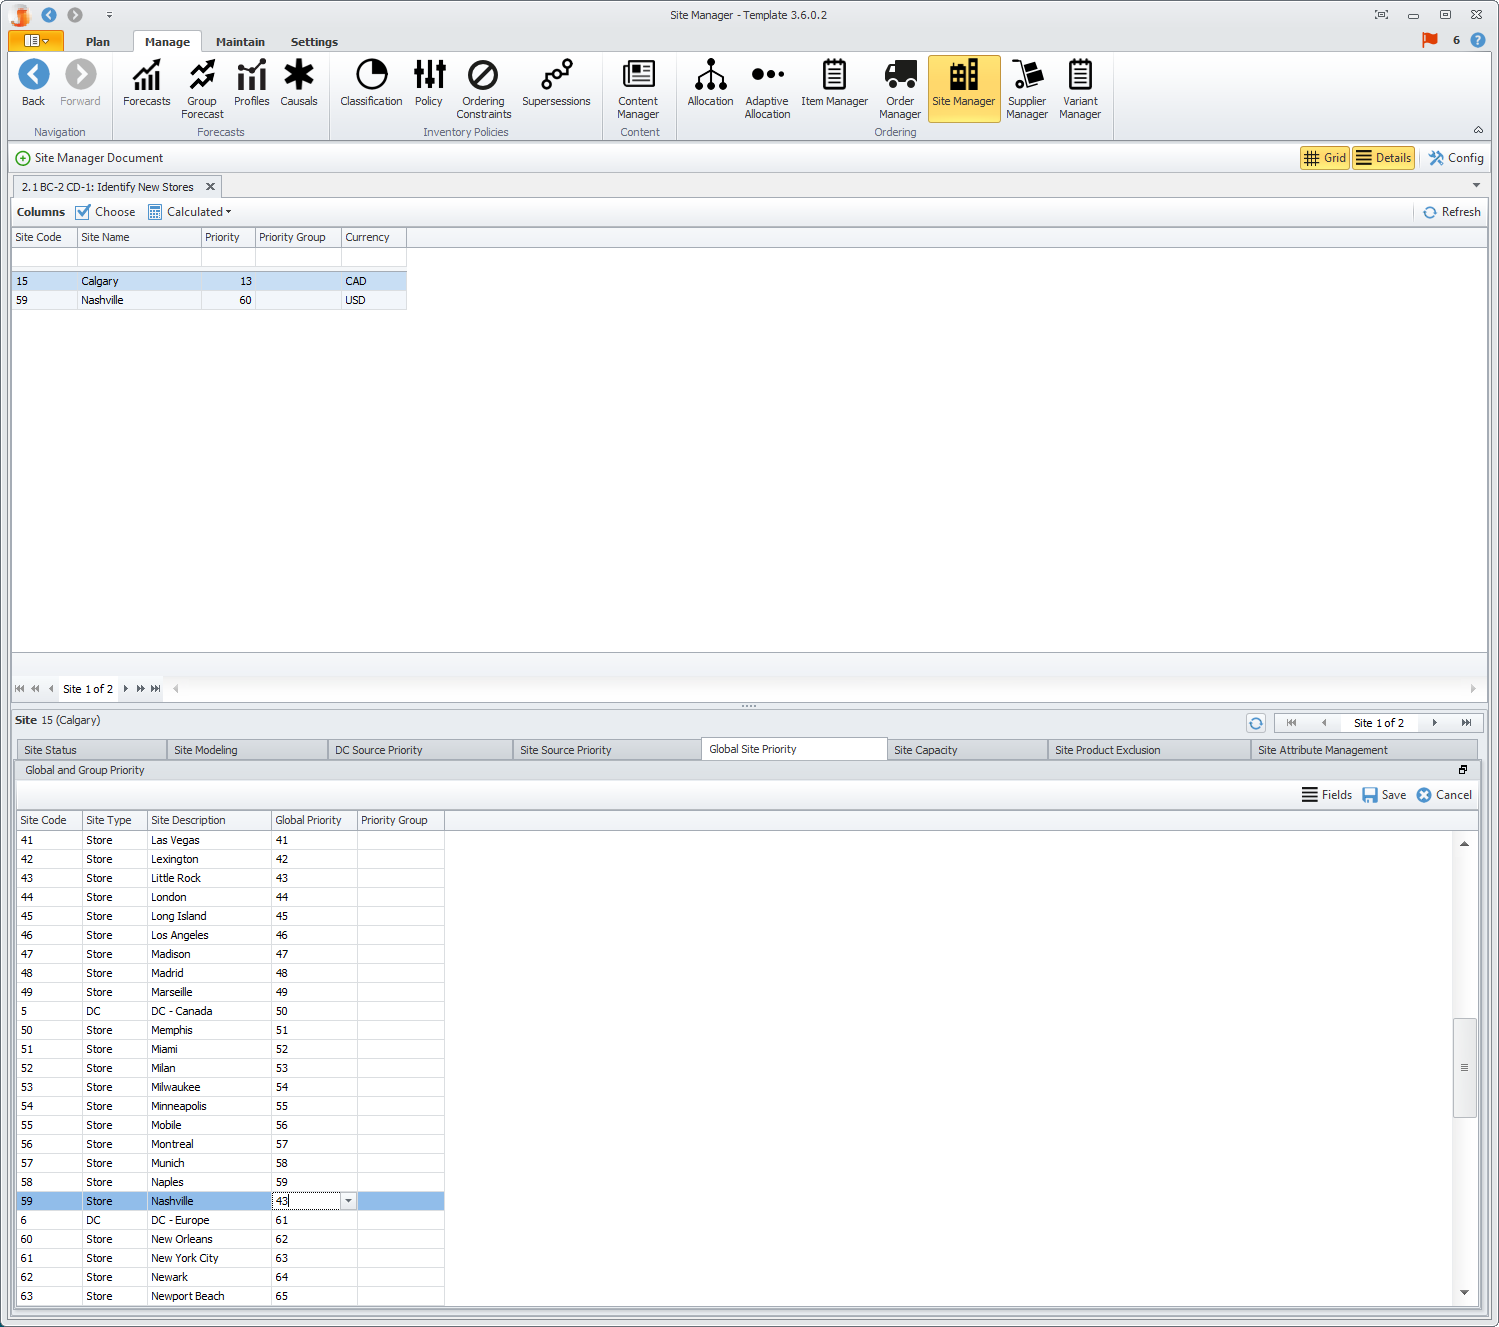 Site Manager - Template 3.6.0.2
Plan Manage Maintain Settings 6
Back Forward Forecasts Group Forecast Profiles Causals Classification Policy Ordering Constraints Supersessions Content Manager Allocation Adaptive Allocation Item Manager Order Manager Site Manager Supplier Manager Variant Manager
Navigation Forecasts Inventory Policies Content Ordering
Site Manager Document Grid Details Config
2.1 BC-2 CD-1: Identify New Stores
Columns Choose Calculated Refresh
Site Code Site Name Priority Priority Group Currency
15 Calgary 13 CAD
59 Nashville 60 USD
Site 1 of 2
Site 15 (Calgary) Site 1 of 2
Site Status Site Modeling DC Source Priority Site Source Priority Global Site Priority Site Capacity Site Product Exclusion Site Attribute Management
Global and Group Priority
Fields Save Cancel
Site Code Site Type Site Description Global Priority Priority Group
41 Store Las Vegas 41
42 Store Lexington 42
43 Store Little Rock 43
44 Store London 44
45 Store Long Island 45
46 Store Los Angeles 46
47 Store Madison 47
48 Store Madrid 48
49 Store Marseille 49
5 DC DC - Canada 50
50 Store Memphis 51
51 Store Miami 52
52 Store Milan 53
53 Store Milwaukee 54
54 Store Minneapolis 55
55 Store Mobile 56
56 Store Montreal 57
57 Store Munich 58
58 Store Naples 59
59 Store Nashville 43
6 DC DC - Europe 61
60 Store New Orleans 62
61 Store New York City 63
62 Store Newark 64
63 Store Newport Beach 65